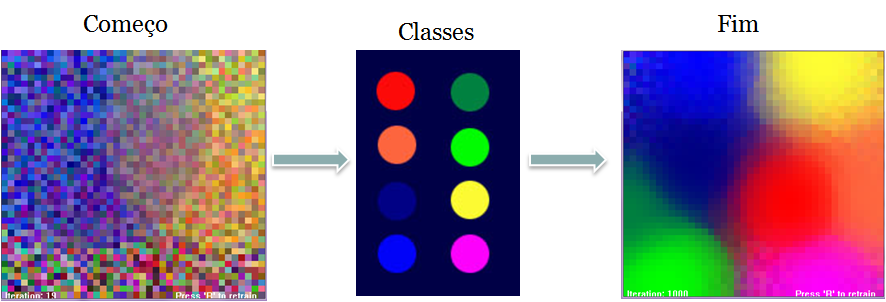 Começo
Classes
Fim
Iteration: 19
Press 'R' to retrain
Iteration: 1000
Press 'R' to retrain